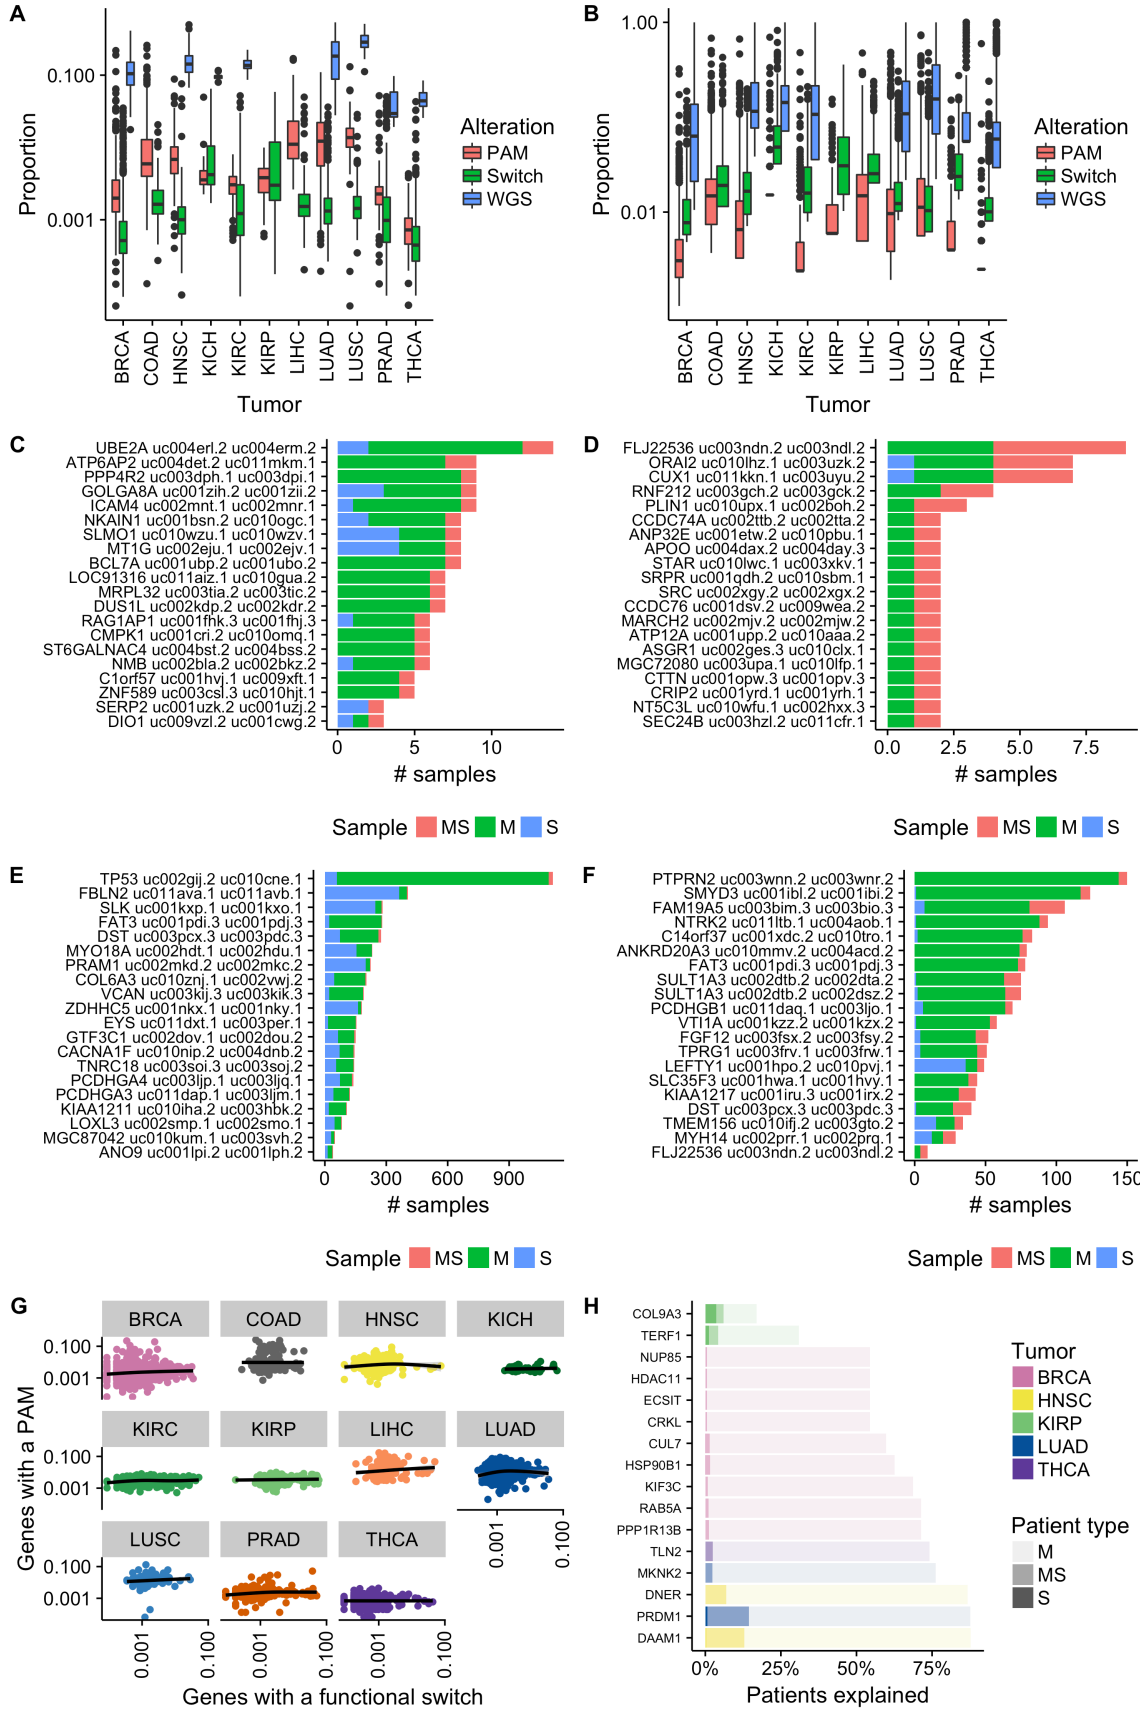 A
Proportion
0.100
0.001
BRCA
COAD
HNSC
KICH
KIRC
KIRP
LIHC
LUAD
LUSC
PRAD
THCA
Tumor
Alteration
PAM
Switch
WGS
B
Proportion
1.00
0.01
BRCA
COAD
HNSC
KICH
KIRC
KIRP
LIHC
LUAD
LUSC
PRAD
THCA
Tumor
Alteration
PAM
Switch
WGS
C
UBE2A uc004erl.2 uc004erm.2
ATP6AP2 uc004det.2 uc011mkm.1
PPP4R2 uc003dph.1 uc003dpi.1
GOLGA8A uc001zih.2 uc001zii.2
ICAM4 uc002mnt.1 uc002mnr.1
NKAIN1 uc001bsn.2 uc010ogc.1
SLMO1 uc010wzu.1 uc010wzv.1
MT1G uc002eju.1 uc002ejv.1
BCL7A uc001ubp.2 uc001ubo.2
LOC91316 uc011aiz.1 uc010gua.2
MRPL32 uc003tia.2 uc003tic.2
DUS1L uc002kdp.2 uc002kdr.2
RAG1AP1 uc001fhk.3 uc001fhj.3
CMPK1 uc001cri.2 uc010omq.1
ST6GALNAC4 uc004bst.2 uc004bss.2
NMB uc002bla.2 uc002bkz.2
C1orf57 uc001hvj.1 uc009xft.1
ZNF589 uc003csl.3 uc010hjt.1
SERP2 uc001uzk.2 uc001uzj.2
DIO1 uc009vzl.2 uc001cwg.2
0 5 10
# samples
Sample MS M S
D
FLJ22536 uc003ndn.2 uc003ndl.2
ORAI2 uc010lhz.1 uc003uzk.2
CUX1 uc011kkn.1 uc003uyu.2
RNF212 uc003gch.2 uc003gck.2
PLIN1 uc010upx.1 uc002boh.2
CCDC74A uc002ttb.2 uc002tta.2
ANP32E uc001etw.2 uc010pbu.1
APOO uc004dax.2 uc004day.3
STAR uc010lwc.1 uc003xkv.1
SRPR uc001qdh.2 uc010sbm.1
SRC uc002xgy.2 uc002xgx.2
CCDC76 uc001dsv.2 uc009wea.2
MARCH2 uc002mjv.2 uc002mjw.2
ATP12A uc001upp.2 uc010aaa.2
ASGR1 uc002ges.3 uc010clx.1
MGC72080 uc003upa.1 uc010lfp.1
CTTN uc001opw.3 uc001opv.3
CRIP2 uc001yrd.1 uc001yrh.1
NT5C3L uc010wfu.1 uc002hxx.3
SEC24B uc003hzl.2 uc011cfr.1
0.0 2.5 5.0 7.5
# samples
Sample MS M S
E
TP53 uc002gij.2 uc010cne.1
FBLN2 uc011ava.1 uc011avb.1
SLK uc001kxp.1 uc001kxo.1
FAT3 uc001pdi.3 uc001pdj.3
DST uc003pcx.3 uc003pdc.3
MYO18A uc002hdt.1 uc002hdu.1
PRAM1 uc002mkd.2 uc002mkc.2
COL6A3 uc010znj.1 uc002vwj.2
VCAN uc003kij.3 uc003kik.3
ZDHHC5 uc001nkx.1 uc001nky.1
EYS uc011dxt.1 uc003per.1
GTF3C1 uc002dov.1 uc002dou.2
CACNA1F uc010nip.2 uc004dnb.2
TNRC18 uc003soi.3 uc003soj.2
PCDHGA4 uc003ljp.1 uc003ljq.1
PCDHGA3 uc011dap.1 uc003ljm.1
KIAA1211 uc010iha.2 uc003hbk.2
LOXL3 uc002smp.1 uc002smo.1
MGC87042 uc010kum.1 uc003svh.2
ANO9 uc001lpi.2 uc001lph.2
0 300 600 900
# samples
Sample MS M S
F
PTPRN2 uc003wnn.2 uc003wnr.2
SMYD3 uc001ibl.2 uc001ibi.2
FAM19A5 uc003bim.3 uc003bio.3
NTRK2 uc011ltb.1 uc004aob.1
C14orf37 uc001xdc.2 uc010tro.1
ANKRD20A3 uc010mmv.2 uc004acd.2
FAT3 uc001pdi.3 uc001pdj.3
SULT1A3 uc002dtb.2 uc002dta.2
SULT1A3 uc002dtb.2 uc002dsz.2
PCDHGB1 uc011daq.1 uc003ljo.1
VTI1A uc001kzz.2 uc001kzx.2
FGF12 uc003fsx.2 uc003fsy.2
TPRG1 uc003frv.1 uc003frw.1
LEFTY1 uc001hpo.2 uc010pvj.1
SLC35F3 uc001hwa.1 uc001hvy.1
KIAA1217 uc001iru.3 uc001irx.2
DST uc003pcx.3 uc003pdc.3
TMEM156 uc010ifj.2 uc003gto.2
MYH14 uc002prr.1 uc002prq.1
FLJ22536 uc003ndn.2 uc003ndl.2
0 50 100 150
# samples
Sample MS M S
G
Genes with a PAM
BRCA COAD HNSC KICH
0.100
0.001
KIRC KIRP LIHC LUAD
0.100
0.001
LUSC PRAD THCA
0.001 0.100
0.100
0.001
0.001 0.100 0.001 0.100 0.001 0.100
Genes with a functional switch
H
COL9A3
TERF1
NUP85
HDAC11
ECSIT
CRKL
CUL7
HSP90B1
KIF3C
RAB5A
PPP1R13B
TLN2
MKNK2
DNER
PRDM1
DAAM1
0% 25% 50% 75%
Patients explained
Tumor
BRCA
HNSC
KIRP
LUAD
THCA
Patient type
M
MS
S